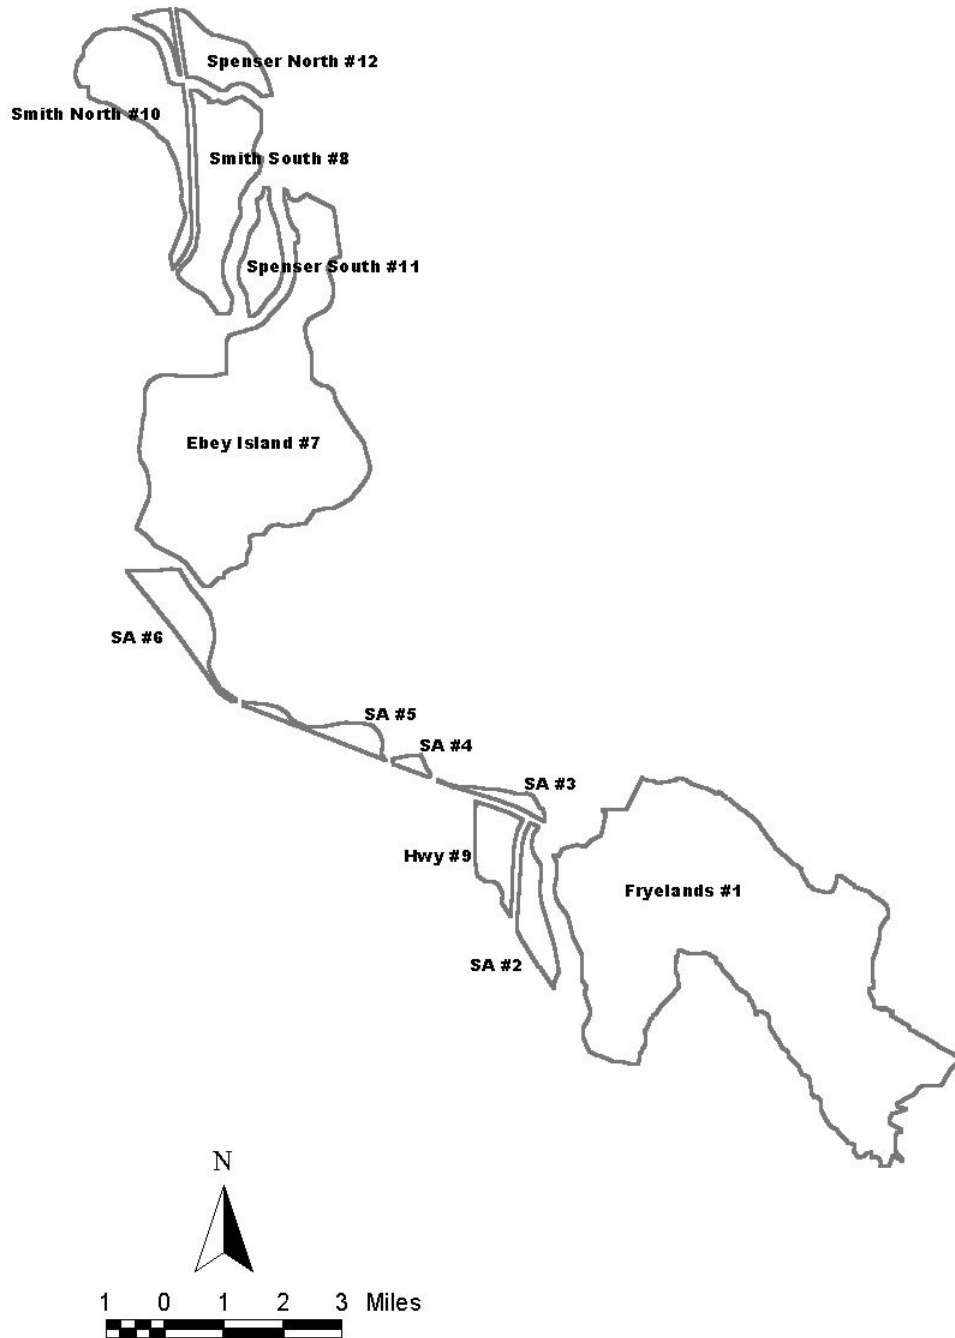 Spenser North #12
Smith North #10
Smith South #8
Spenser South #11
Ebey Island #7
SA #6
SA #5
SA #4
SA #3
Hwy #9
Fryelands #1
SA #2
N
1 0 1 2 3 Miles